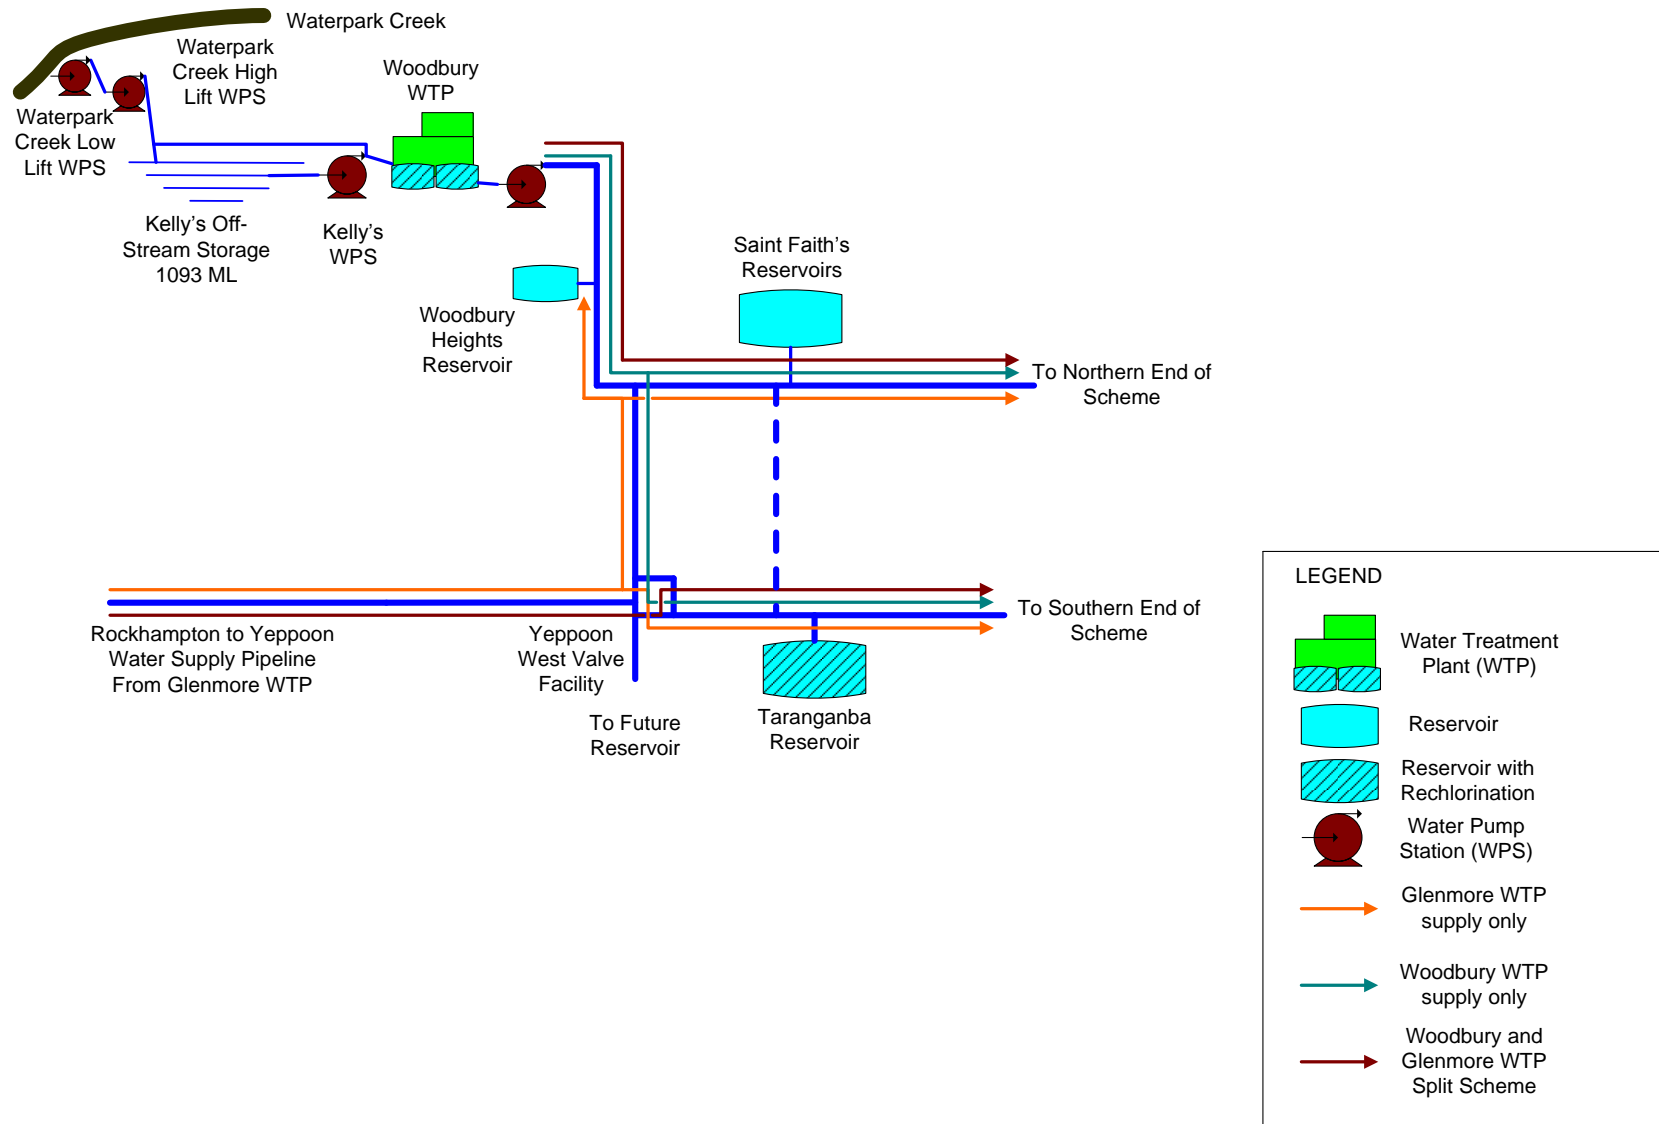 Waterpark Creek
Waterpark
Creek High
Lift WPS
Woodbury
WTP
Waterpark
Creek Low
Lift WPS
Kelly's Off-
Stream Storage
1093 ML
Kelly's
WPS
Saint Faith's
Reservoirs
Woodbury
Heights
Reservoir
To Northern End of
Scheme
Rockhampton to Yeppoon
Water Supply Pipeline
From Glenmore WTP
Yeppoon
West Valve
Facility
To Southern End of
Scheme
To Future
Reservoir
Taranganba
Reservoir
LEGEND
Water Treatment
Plant (WTP)
Reservoir
Reservoir with
Rechlorination
Water Pump
Station (WPS)
Glenmore WTP
supply only
Woodbury WTP
supply only
Woodbury and
Glenmore WTP
Split Scheme